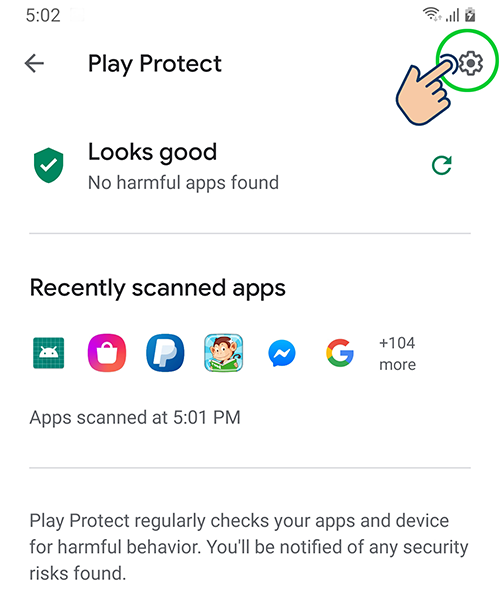 5:02
Play Protect
Looks good
No harmful apps found
Recently scanned apps
+104
more
Apps scanned at 5:01 PM
Play Protect regularly checks your apps and device
for harmful behavior. You'll be notified of any security
risks found.